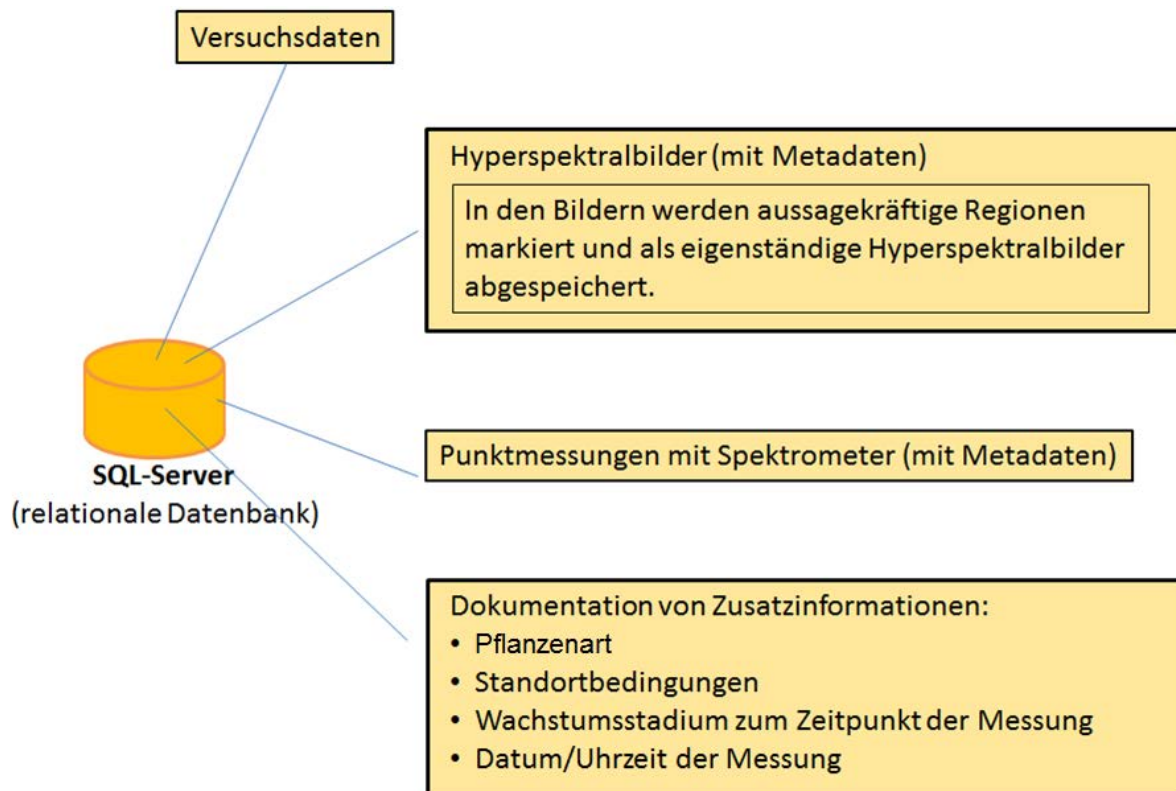 Versuchsdaten
Hyperspektralbilder (mit Metadaten)
In den Bildern werden aussagekräftige Regionen
markiert und als eigenständige Hyperspektralbilder
abgespeichert.
SQL-Server
(relationale Datenbank)
Punktmessungen mit Spektrometer (mit Metadaten)
Dokumentation von Zusatzinformationen:
• Pflanzenart
• Standortbedingungen
• Wachstumsstadium zum Zeitpunkt der Messung
• Datum/Uhrzeit der Messung